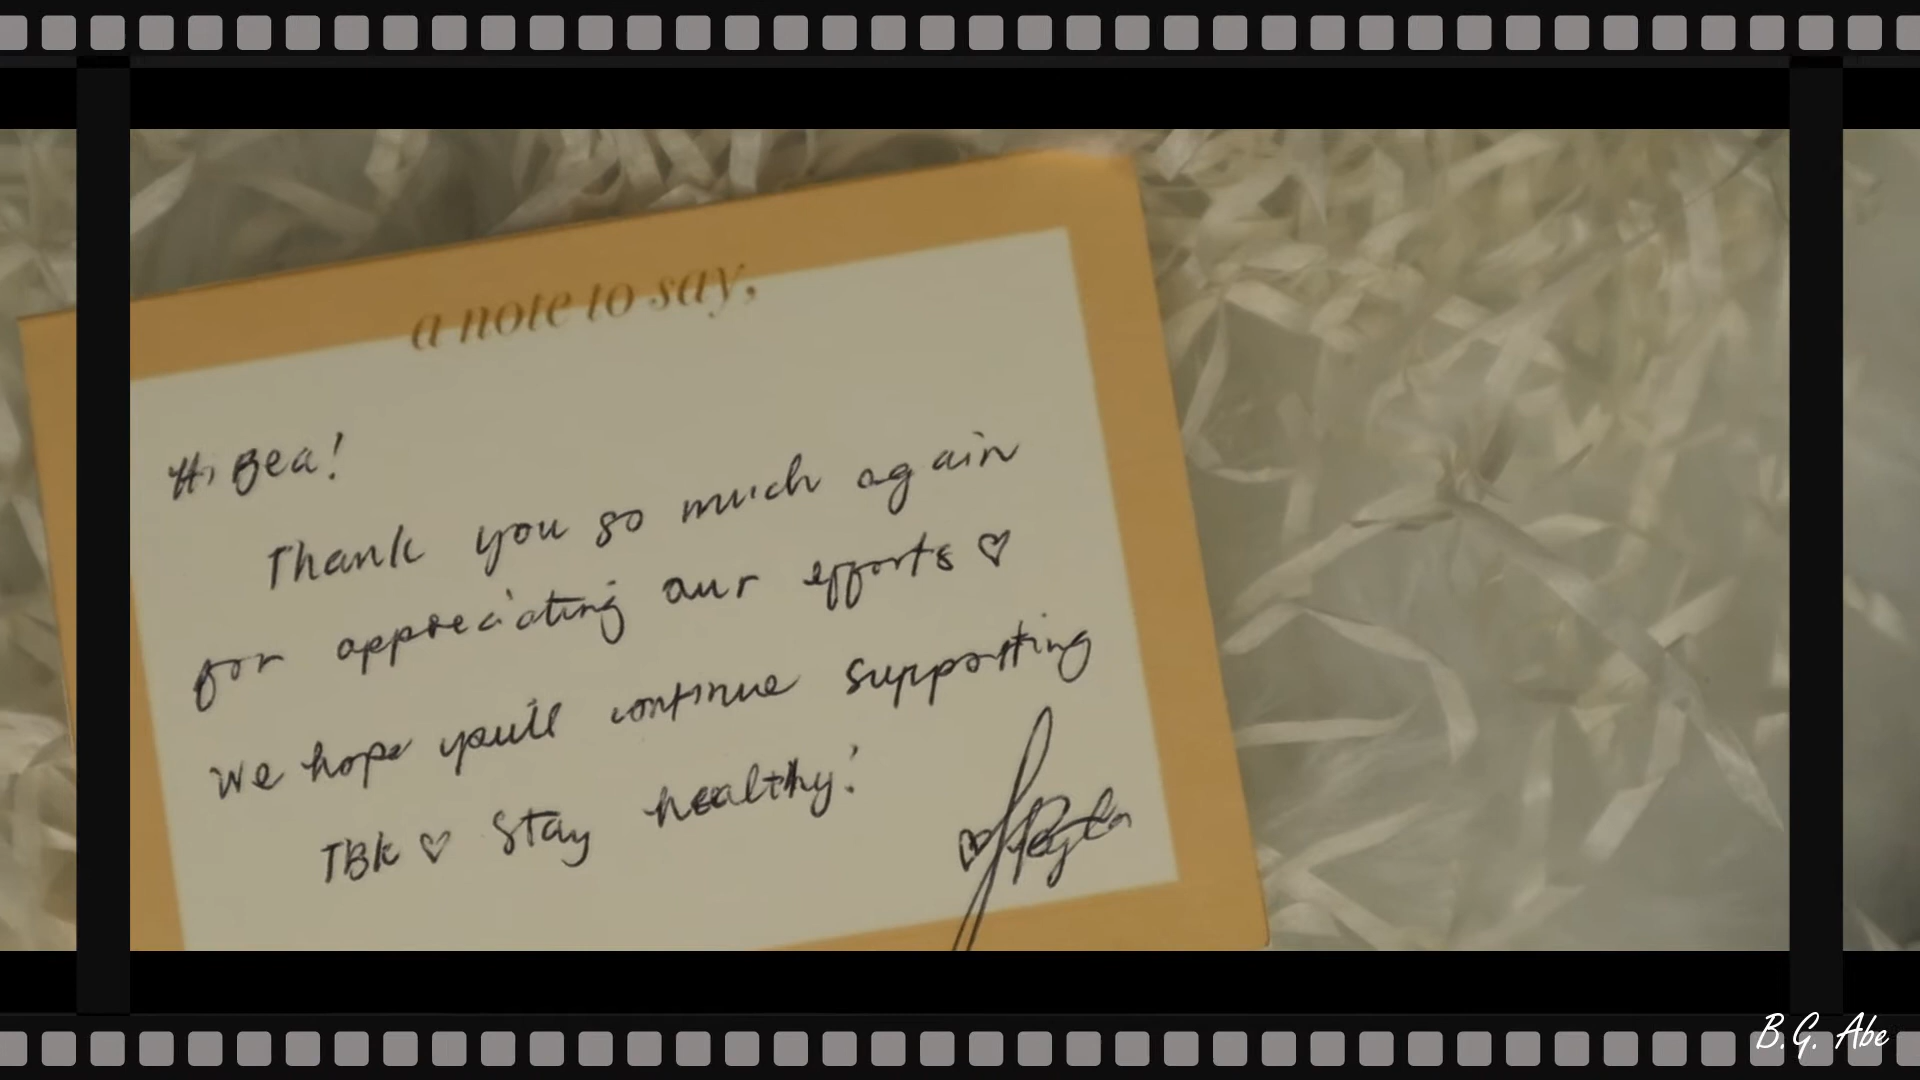 a note to say,
Hi Bea!
Thank you so much again
for appreciating our efforts ♡
We hope you'll continue supporting
TBK ♡ Stay healthy!
B.G. Abe